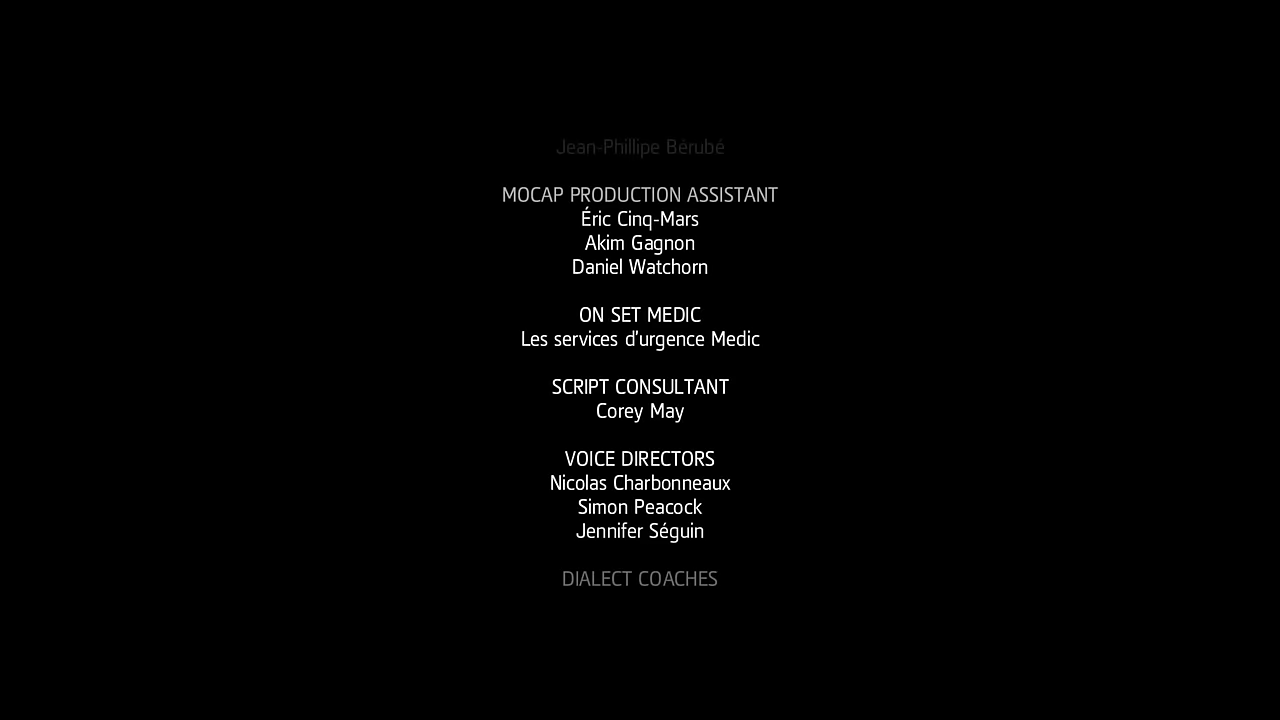 Jean-Phillipe Bérubé
MOCAP PRODUCTION ASSISTANT
Éric Cinq-Mars
Akim Gagnon
Daniel Watchorn
ON SET MEDIC
Les services d'urgence Medic
SCRIPT CONSULTANT
Corey May
VOICE DIRECTORS
Nicolas Charbonneaux
Simon Peacock
Jennifer Séguin
DIALECT COACHES